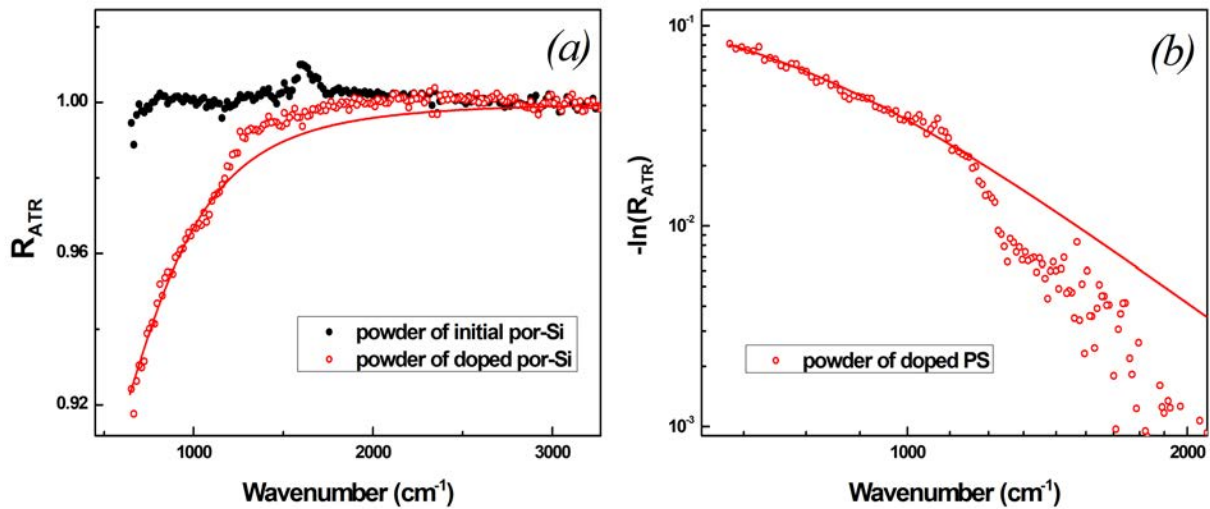 (a)
R_ATR
1.00
0.96
0.92
powder of initial por-Si
powder of doped por-Si
1000 2000 3000
Wavenumber (cm⁻¹)
(b)
-ln(R_ATR)
10⁻¹
10⁻²
10⁻³
powder of doped PS
1000 2000
Wavenumber (cm⁻¹)